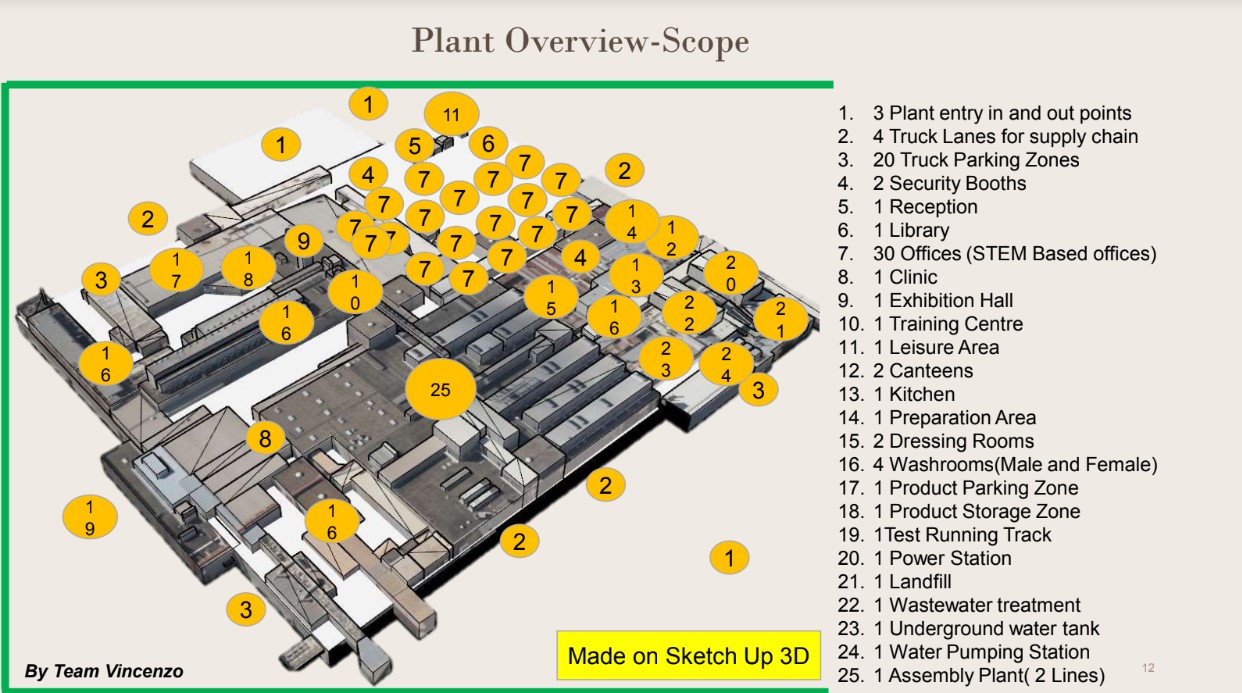 Plant Overview-Scope
1
11
1
5
6
7
2
4
7
7
7
7
7
7
7
2
7
7
1
4
7
7
1
2
9
7
7
7
7
4
1
7
1
8
7
7
1
3
2
0
3
1
0
1
5
1
6
2
2
2
1
1
6
1
6
2
3
2
4
25
3
8
2
1
9
1
6
2
1
3
By Team Vincenzo
Made on Sketch Up 3D
1. 3 Plant entry in and out points
2. 4 Truck Lanes for supply chain
3. 20 Truck Parking Zones
4. 2 Security Booths
5. 1 Reception
6. 1 Library
7. 30 Offices (STEM Based offices)
8. 1 Clinic
9. 1 Exhibition Hall
10. 1 Training Centre
11. 1 Leisure Area
12. 2 Canteens
13. 1 Kitchen
14. 1 Preparation Area
15. 2 Dressing Rooms
16. 4 Washrooms(Male and Female)
17. 1 Product Parking Zone
18. 1 Product Storage Zone
19. 1Test Running Track
20. 1 Power Station
21. 1 Landfill
22. 1 Wastewater treatment
23. 1 Underground water tank
24. 1 Water Pumping Station
25. 1 Assembly Plant( 2 Lines)
12